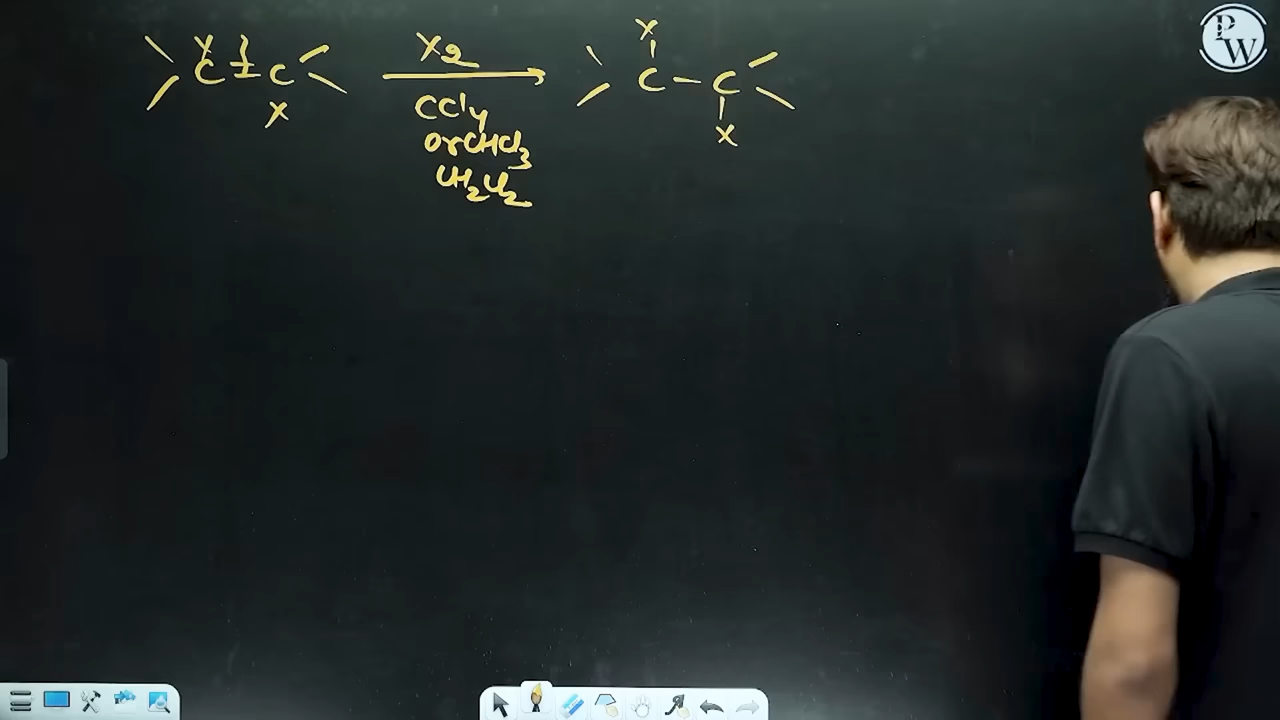 X
X X₂
C = C C - C
X X
CCl4
or CHCl3
CH2Cl2
PW